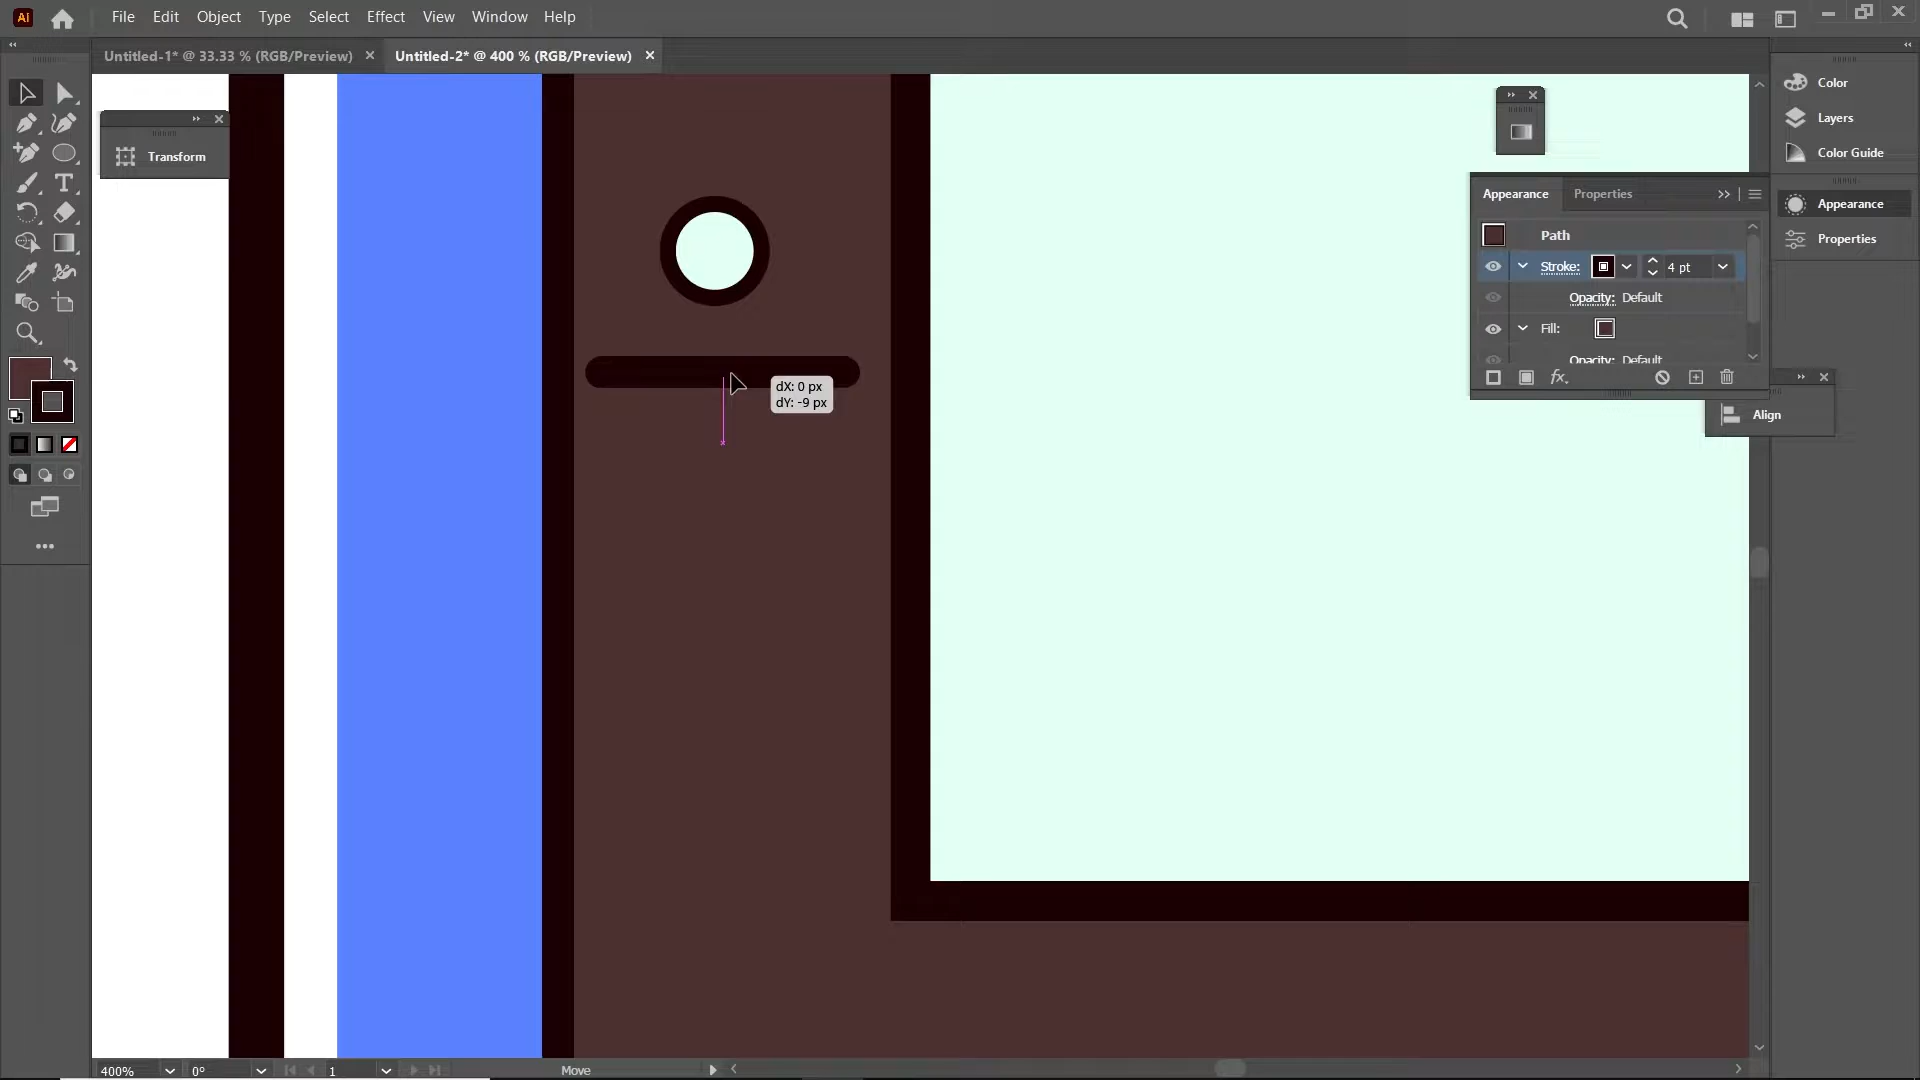 Ai File Edit Object Type Select Effect View Window Help
Untitled-1* @ 33.33 % (RGB/Preview) Untitled-2* @ 400 % (RGB/Preview)
Transform
Color
Layers
Color Guide
Appearance
Properties
Appearance Properties
Path
Stroke: 4 pt
Opacity: Default
Fill:
Opacity: Default
fx
Align
dX: 0 px
dY: -9 px
T
400% 0° 1 Move